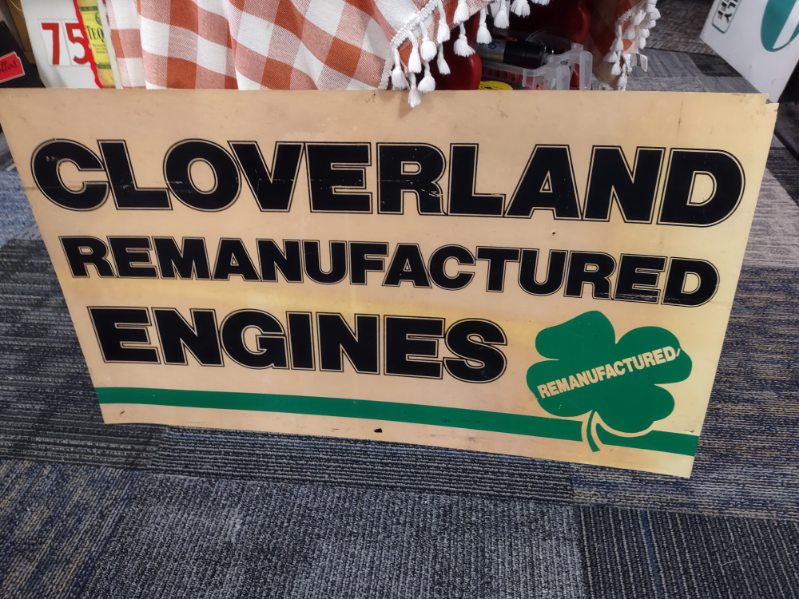 75
CLOVERLAND
REMANUFACTURED
ENGINES
REMANUFACTURED